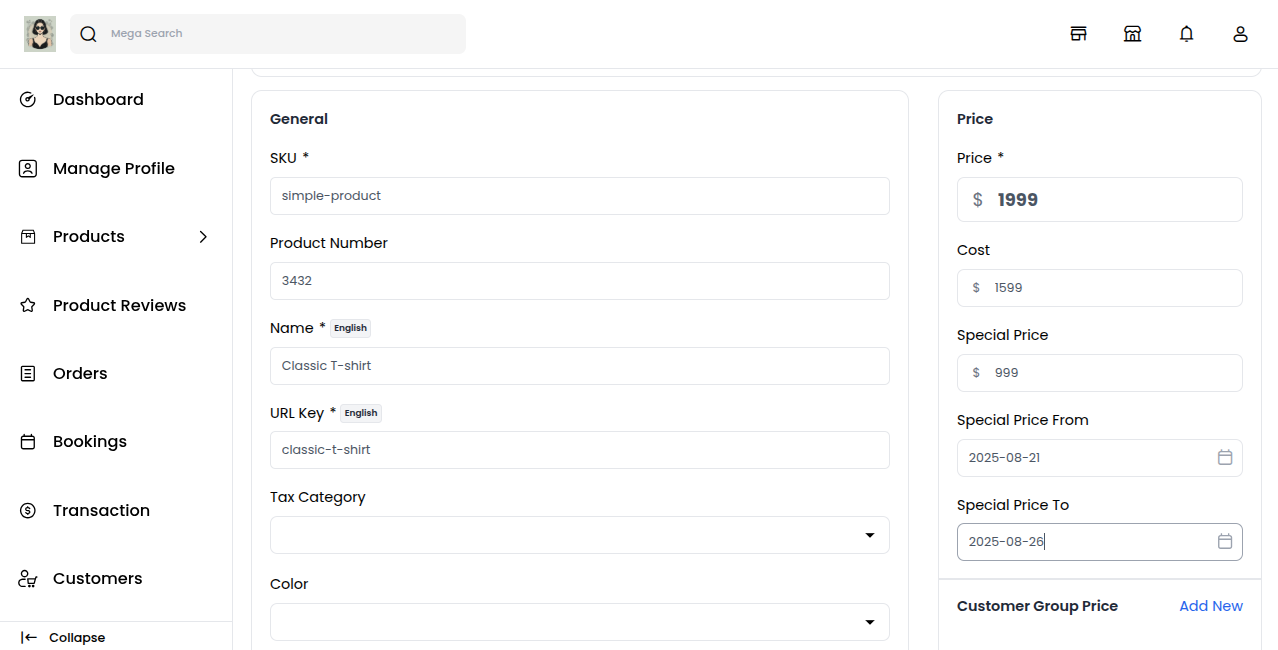 Mega Search
Dashboard
Manage Profile
Products
Product Reviews
Orders
Bookings
Transaction
Customers
Collapse
General
SKU *
simple-product
Product Number
3432
Name * English
Classic T-shirt
URL Key * English
classic-t-shirt
Tax Category
Color
Price
Price *
$ 1999
Cost
$ 1599
Special Price
$ 999
Special Price From
2025-08-21
Special Price To
2025-08-26
Customer Group Price Add New